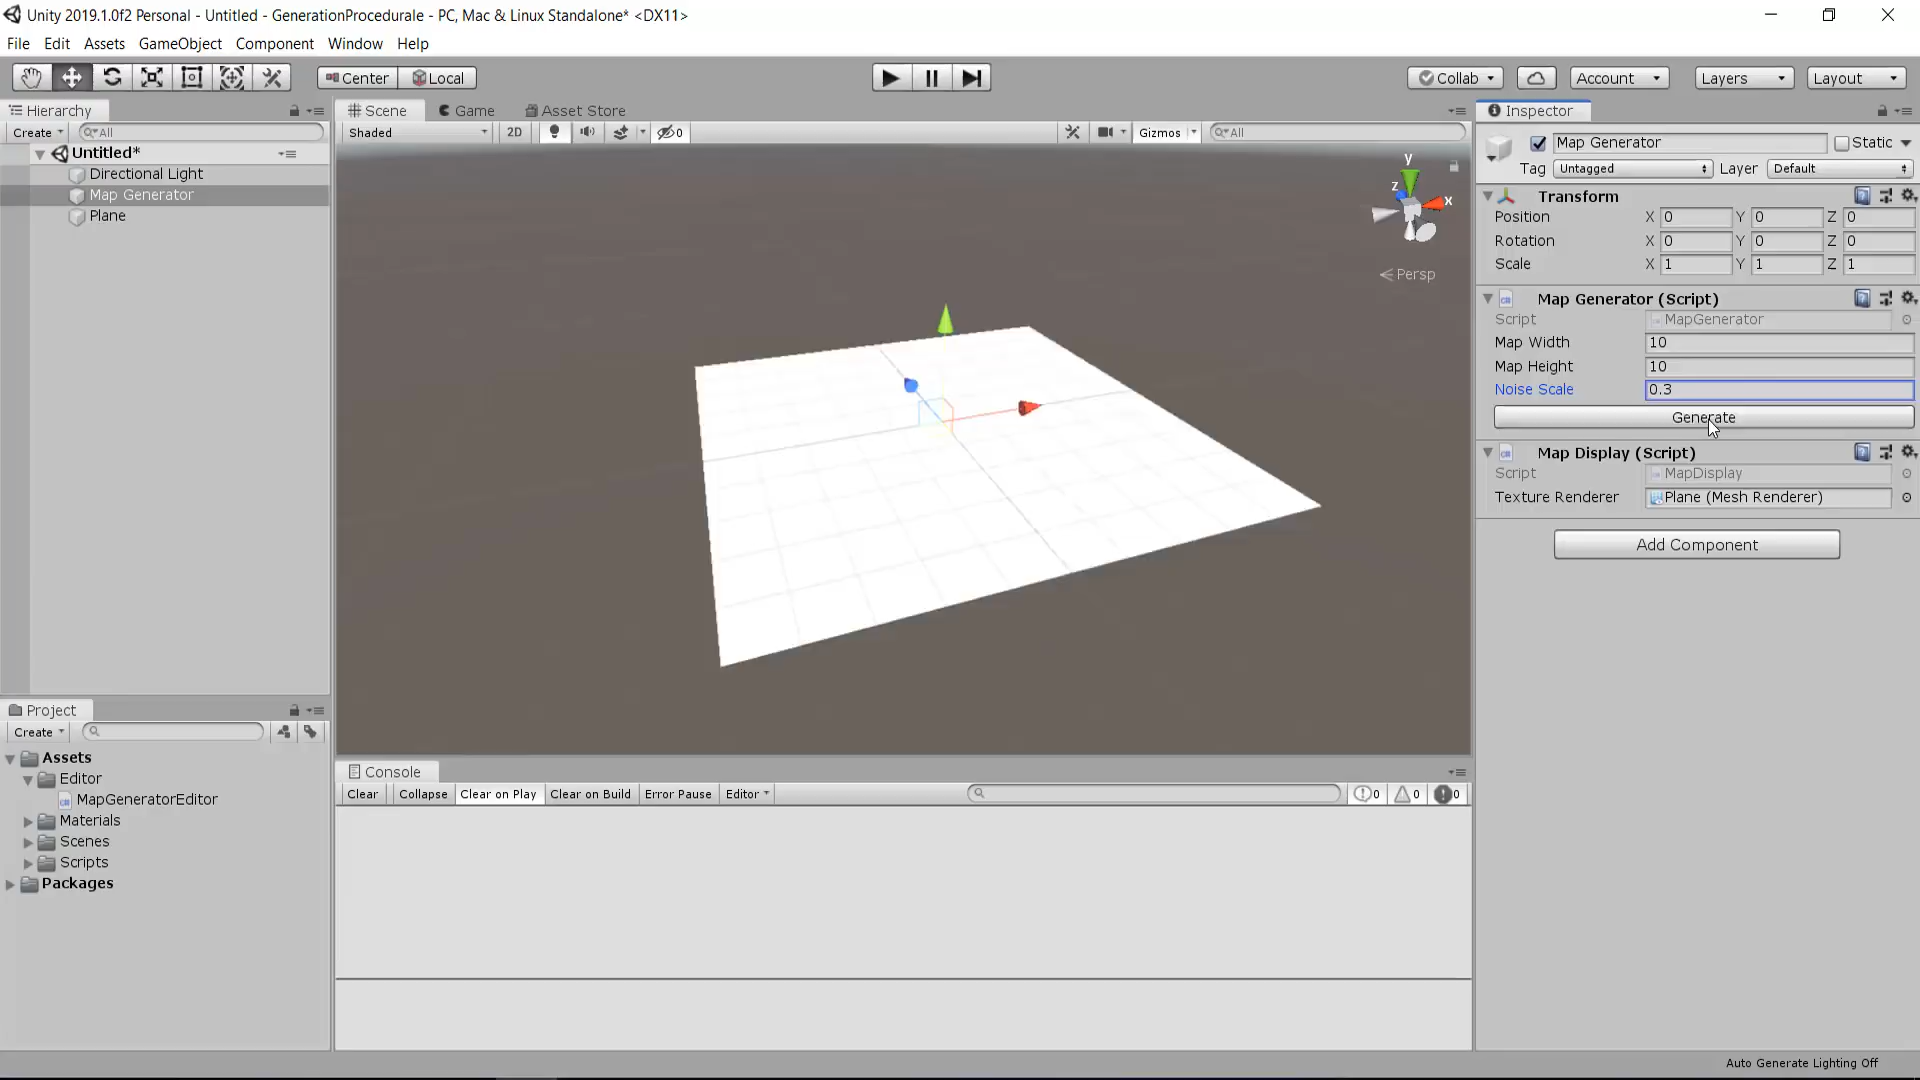 Unity 2019.1.0f2 Personal - Untitled - GenerationProcedurale - PC, Mac & Linux Standalone* <DX11>
File Edit Assets GameObject Component Window Help
Center Local Collab Account Layers Layout
Hierarchy
Create All
Untitled*
Directional Light
Map Generator
Plane
Scene Game Asset Store
Shaded 2D 0 Gizmos All
y
z
x
Persp
Inspector
Map Generator Static
Tag Untagged Layer Default
Transform
Position X 0 Y 0 Z 0
Rotation X 0 Y 0 Z 0
Scale X 1 Y 1 Z 1
Map Generator (Script)
Script MapGenerator
Map Width 10
Map Height 10
Noise Scale 0.3
Generate
Map Display (Script)
Script MapDisplay
Texture Renderer Plane (Mesh Renderer)
Add Component
Project
Create
Assets
Editor
MapGeneratorEditor
Materials
Scenes
Scripts
Packages
Console
Clear Collapse Clear on Play Clear on Build Error Pause Editor 0 0 0
Auto Generate Lighting Off